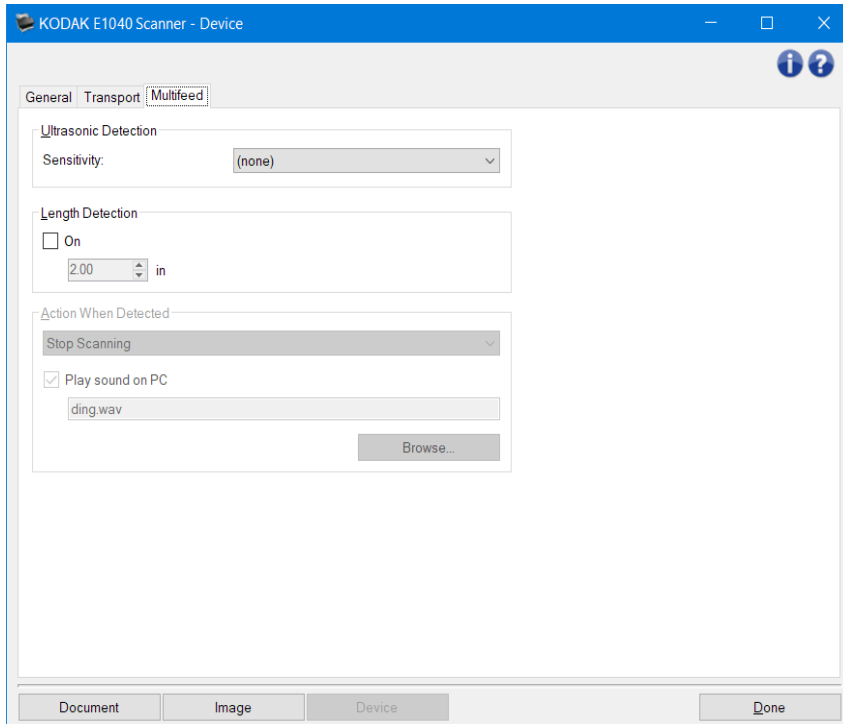 KODAK E1040 Scanner - Device
General Transport Multifeed
Ultrasonic Detection
Sensitivity: (none)
Length Detection
On
2.00 in
Action When Detected
Stop Scanning
Play sound on PC
ding.wav
Browse...
Document Image Device Done